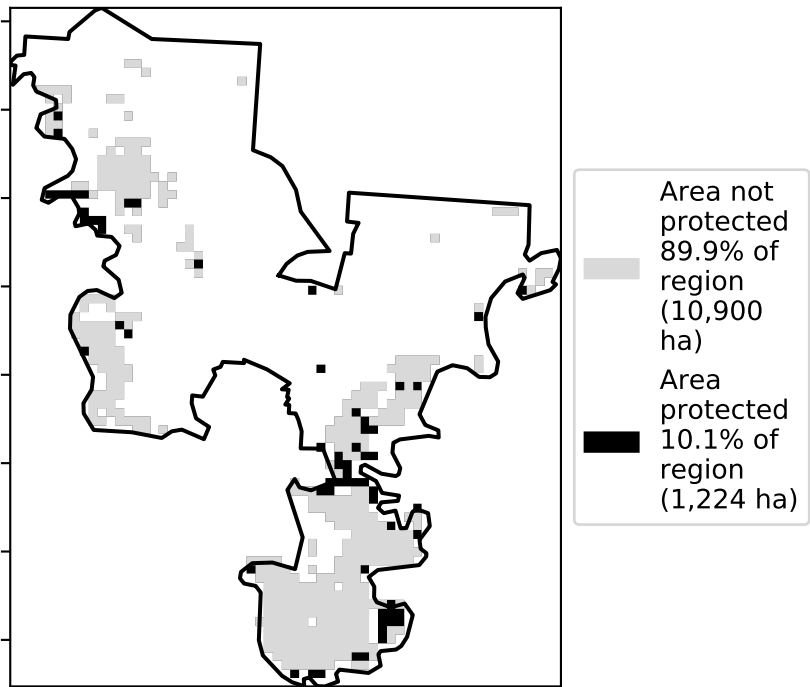 Area not
protected
89.9% of
region
(10,900
ha)
Area
protected
10.1% of
region
(1,224 ha)